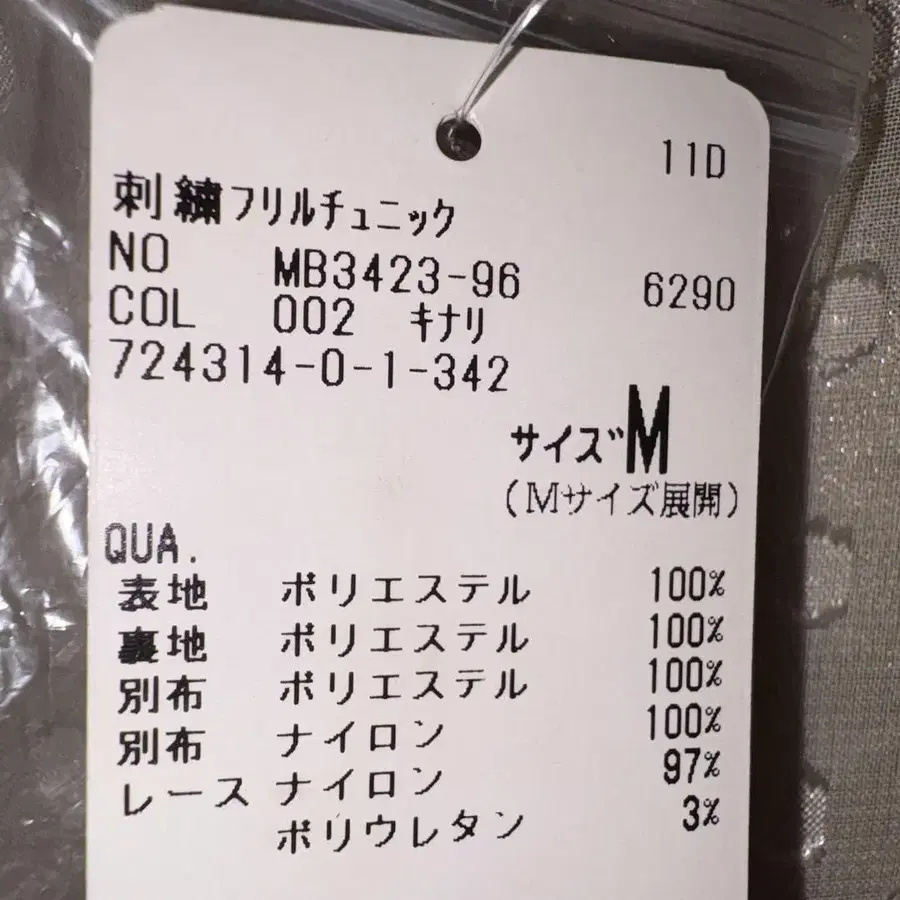 11D
刺繍フリルチュニック
NO MB3423-96 6290
COL 002 キナリ
724314-0-1-342
サイズM
(Mサイズ展開)
QUA.
表地 ポリエステル 100%
裏地 ポリエステル 100%
別布 ポリエステル 100%
別布 ナイロン 100%
レース ナイロン 97%
ポリウレタン 3%